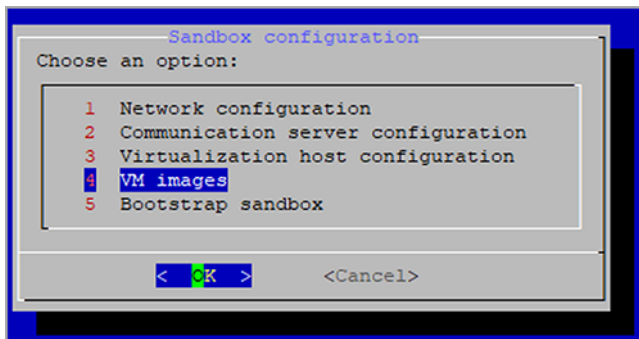 Sandbox configuration
Choose an option:
1 Network configuration
2 Communication server configuration
3 Virtualization host configuration
4 VM images
5 Bootstrap sandbox
< OK > <Cancel>